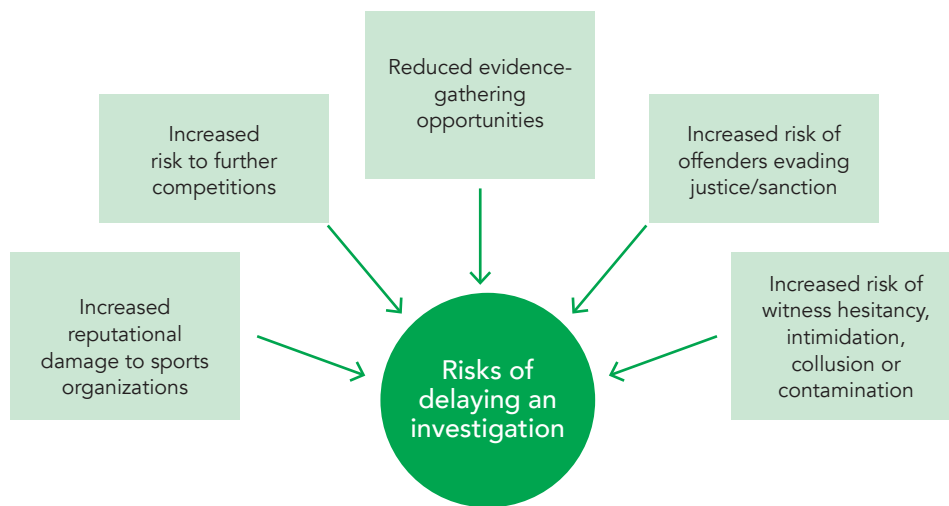 Increased
reputational
damage to sports
organizations
Increased
risk to further
competitions
Reduced evidence-
gathering
opportunities
Increased risk of
offenders evading
justice/sanction
Increased risk of
witness hesitancy,
intimidation,
collusion or
contamination
Risks of
delaying an
investigation